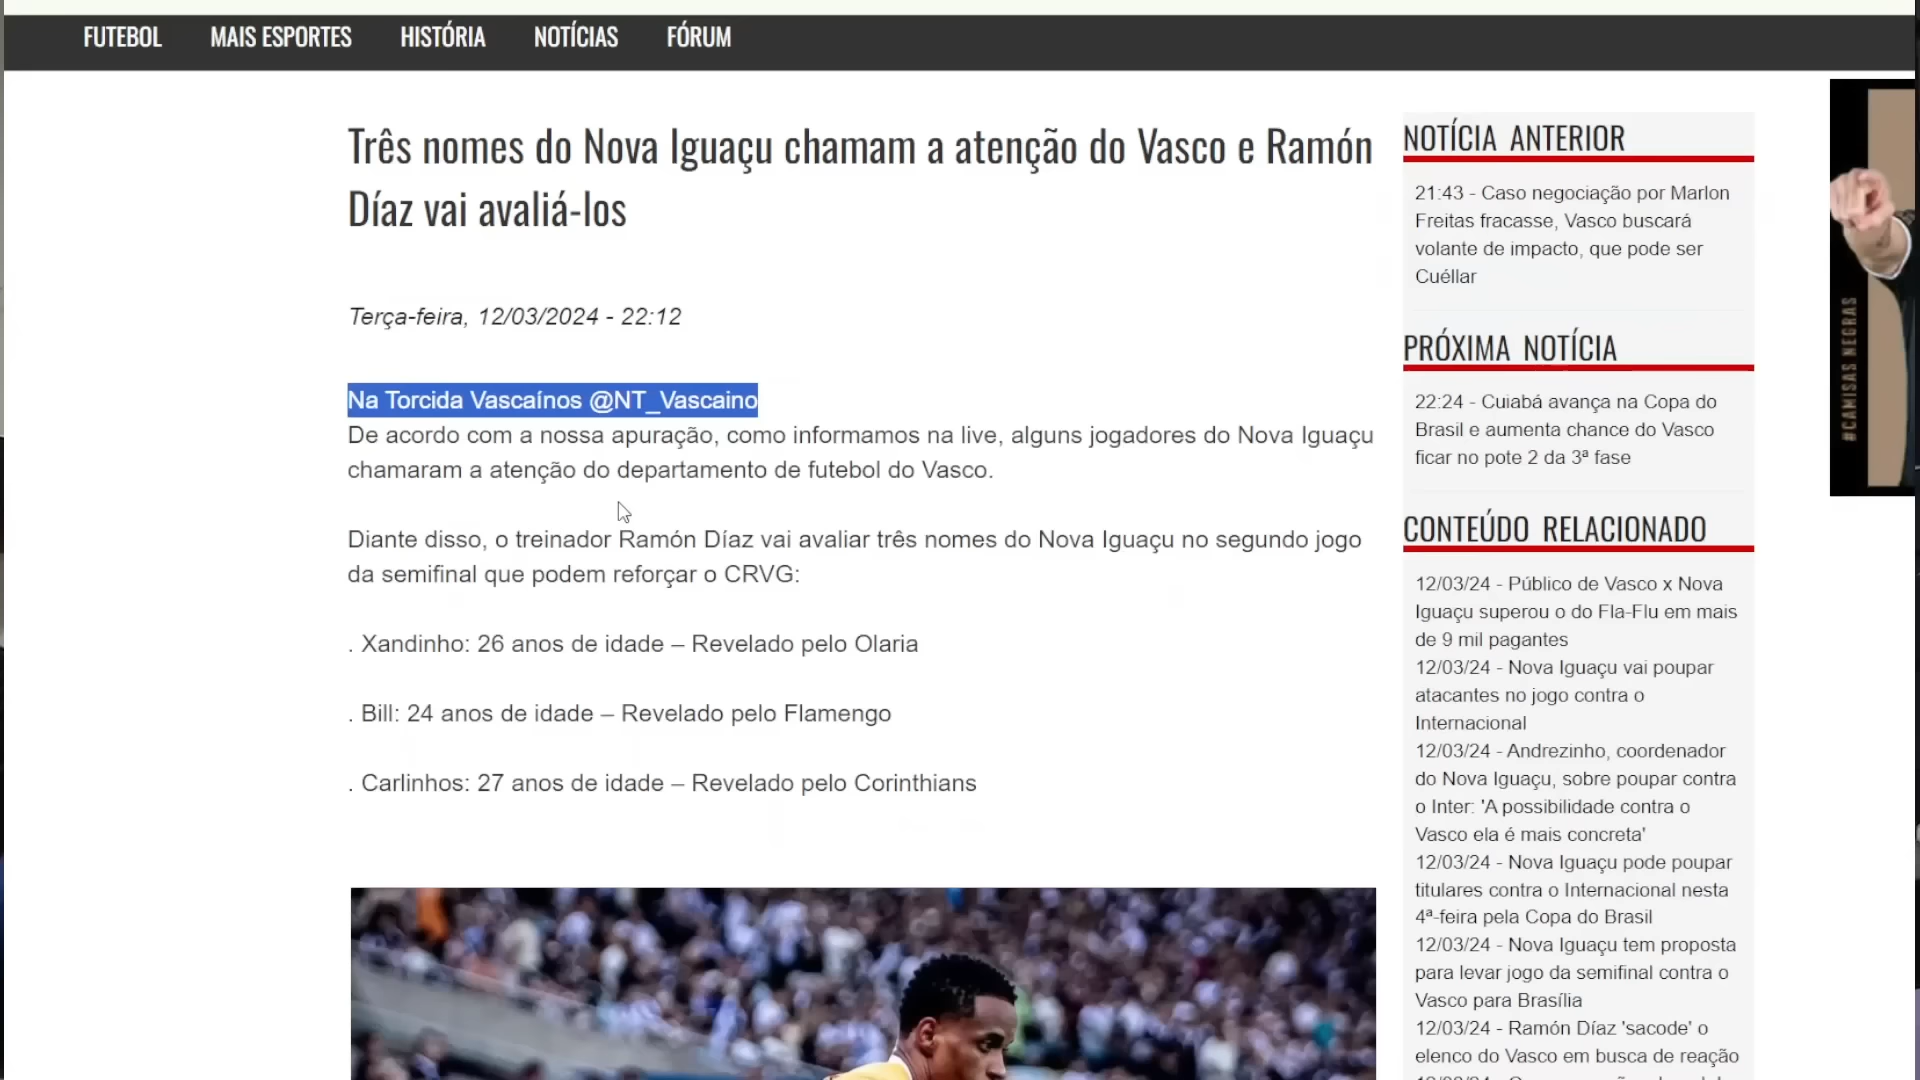 FUTEBOL MAIS ESPORTES HISTÓRIA NOTÍCIAS FÓRUM
Três nomes do Nova Iguaçu chamam a atenção do Vasco e Ramón
Díaz vai avaliá-los
Terça-feira, 12/03/2024 - 22:12
Na Torcida Vascaínos @NT_Vascaino
De acordo com a nossa apuração, como informamos na live, alguns jogadores do Nova Iguaçu
chamaram a atenção do departamento de futebol do Vasco.
Diante disso, o treinador Ramón Díaz vai avaliar três nomes do Nova Iguaçu no segundo jogo
da semifinal que podem reforçar o CRVG:
. Xandinho: 26 anos de idade – Revelado pelo Olaria
. Bill: 24 anos de idade – Revelado pelo Flamengo
. Carlinhos: 27 anos de idade – Revelado pelo Corinthians
NOTÍCIA ANTERIOR
21:43 - Caso negociação por Marlon
Freitas fracasse, Vasco buscará
volante de impacto, que pode ser
Cuéllar
PRÓXIMA NOTÍCIA
22:24 - Cuiabá avança na Copa do
Brasil e aumenta chance do Vasco
ficar no pote 2 da 3ª fase
CONTEÚDO RELACIONADO
12/03/24 - Público de Vasco x Nova
Iguaçu superou o do Fla-Flu em mais
de 9 mil pagantes
12/03/24 - Nova Iguaçu vai poupar
atacantes no jogo contra o
Internacional
12/03/24 - Andrezinho, coordenador
do Nova Iguaçu, sobre poupar contra
o Inter: 'A possibilidade contra o
Vasco ela é mais concreta'
12/03/24 - Nova Iguaçu pode poupar
titulares contra o Internacional nesta
4ª-feira pela Copa do Brasil
12/03/24 - Nova Iguaçu tem proposta
para levar jogo da semifinal contra o
Vasco para Brasília
12/03/24 - Ramón Díaz 'sacode' o
elenco do Vasco em busca de reação
#CAMISAS NEGRAS